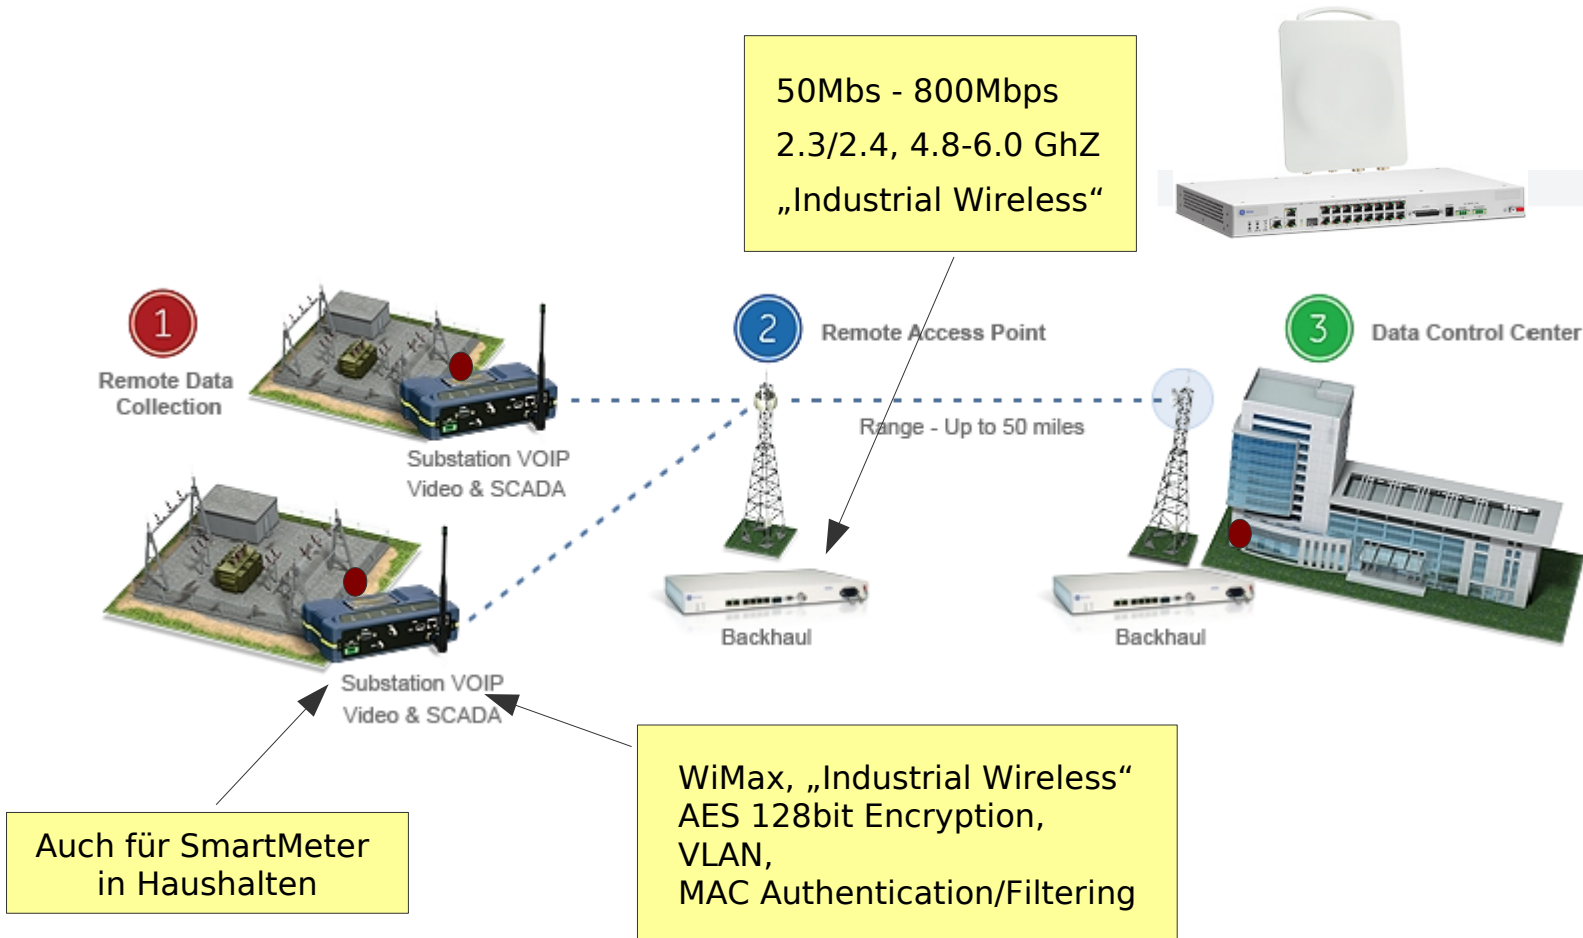 50Mbs - 800Mbps
2.3/2.4, 4.8-6.0 GhZ
„Industrial Wireless“
1
Remote Data
Collection
2
Remote Access Point
3
Data Control Center
Range - Up to 50 miles
Substation VOIP
Video & SCADA
Backhaul
Backhaul
Substation VOIP
Video & SCADA
Auch für SmartMeter
in Haushalten
WiMax, „Industrial Wireless“
AES 128bit Encryption,
VLAN,
MAC Authentication/Filtering